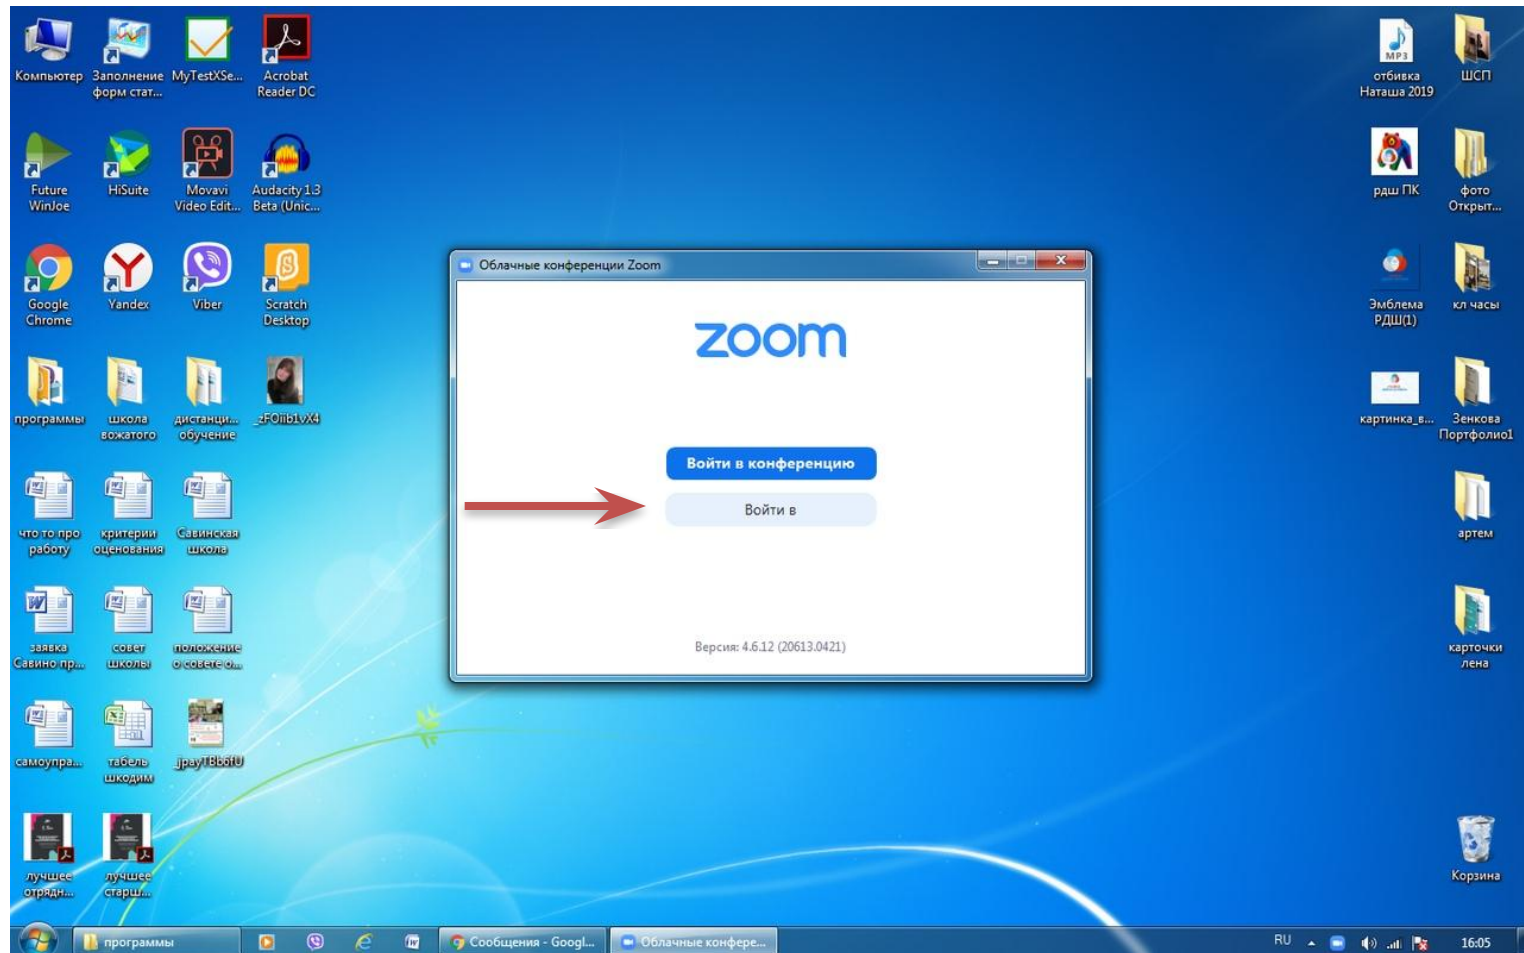 Компьютер
Заполнение
форм стат...
MyTestXSe...
Acrobat
Reader DC
MP3
отбивка
Наташа 2019
ШСП
Future
WinJoe
HiSuite
Movavi
Video Edit...
Audacity 1.3
Beta (Unic...
рдш ПК
фото
Открыт...
Google
Chrome
Yandex
Viber
Scratch
Desktop
Эмблема
РДШ(1)
кл часы
программы
школа
вожатого
дистанци...
обучение
_zFOiib1vX4
картинка_в...
Зенкова
Портфолио1
что то про
работу
критерии
оценования
Савинская
школа
артем
заявка
Савино пр...
совет
школы
положение
о совете о...
карточки
лена
самоупра...
табель
шкодим
_jpayTBb6fU
лучшее
отрядн...
лучшее
старш...
Корзина
Облачные конференции Zoom
zoom
Войти в конференцию
Войти в
Версия: 4.6.12 (20613.0421)
программы
Сообщения - Googl...
Облачные конфере...
RU
16:05